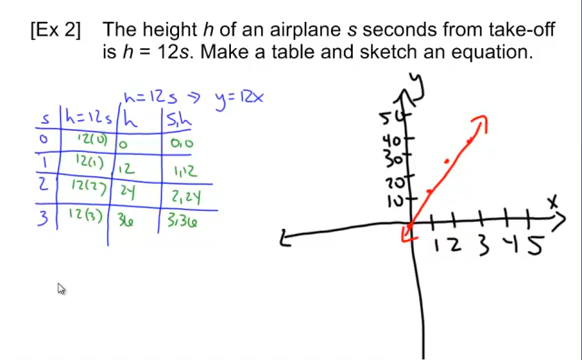 [Ex 2] The height h of an airplane s seconds from take-off
is h = 12s. Make a table and sketch an equation.
h=12s → y=12x
s h=12s h s,h
0 12(0) 0 0,0
1 12(1) 12 1,12
2 12(2) 24 2,24
3 12(3) 36 3,36
y
50
40
30
20
10
x
1 2 3 4 5